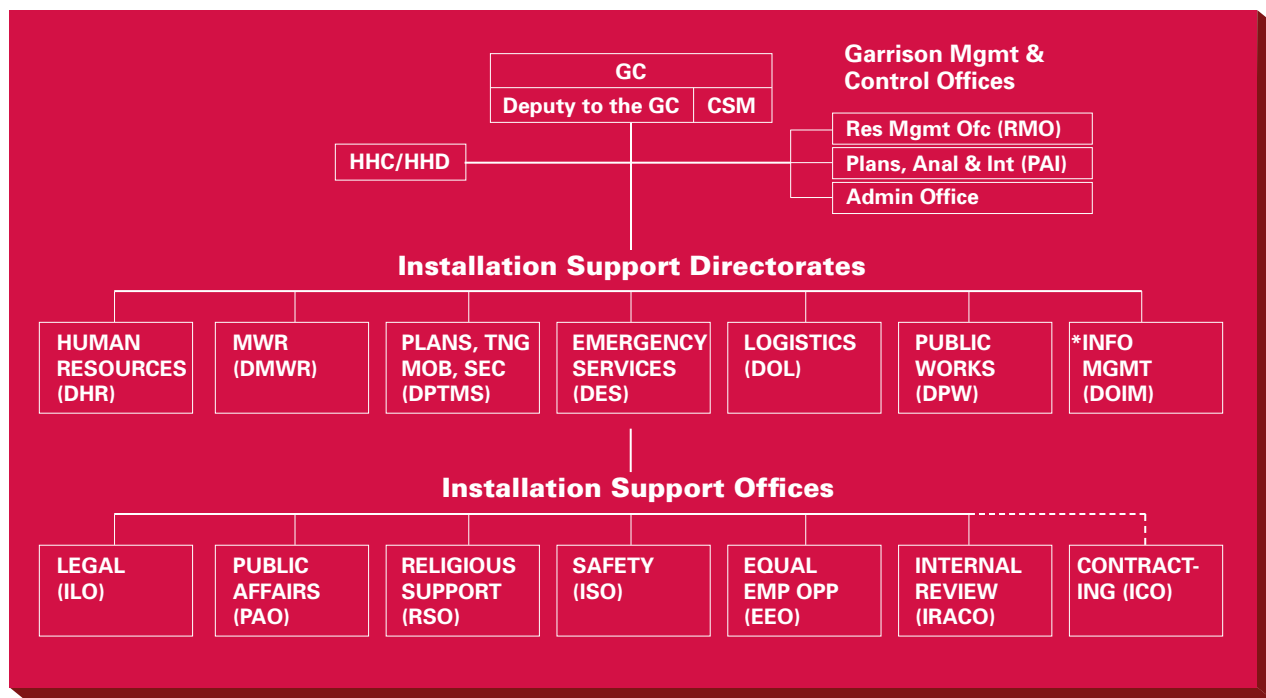 GC
Deputy to the GC
CSM
Garrison Mgmt &
Control Offices
Res Mgmt Ofc (RMO)
HHC/HHD
Plans, Anal & Int (PAI)
Admin Office
Installation Support Directorates
HUMAN
RESOURCES
(DHR)
MWR
(DMWR)
PLANS, TNG
MOB, SEC
(DPTMS)
EMERGENCY
SERVICES
(DES)
LOGISTICS
(DOL)
PUBLIC
WORKS
(DPW)
*INFO
MGMT
(DOIM)
Installation Support Offices
LEGAL
(ILO)
PUBLIC
AFFAIRS
(PAO)
RELIGIOUS
SUPPORT
(RSO)
SAFETY
(ISO)
EQUAL
EMP OPP
(EEO)
INTERNAL
REVIEW
(IRACO)
CONTRACT-
ING (ICO)